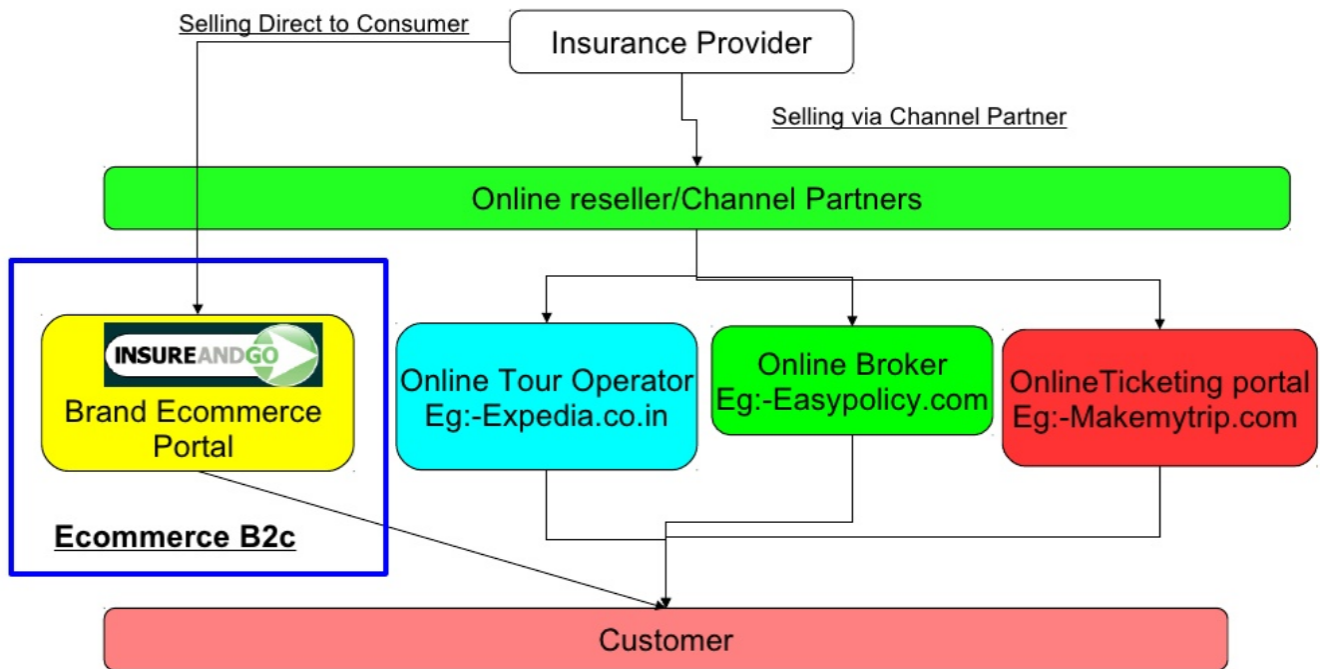 Selling Direct to Consumer
Insurance Provider
Selling via Channel Partner
Online reseller/Channel Partners
INSUREANDGO
Brand Ecommerce
Portal
Online Tour Operator
Eg:-Expedia.co.in
Online Broker
Eg:-Easypolicy.com
OnlineTicketing portal
Eg:-Makemytrip.com
Ecommerce B2c
Customer